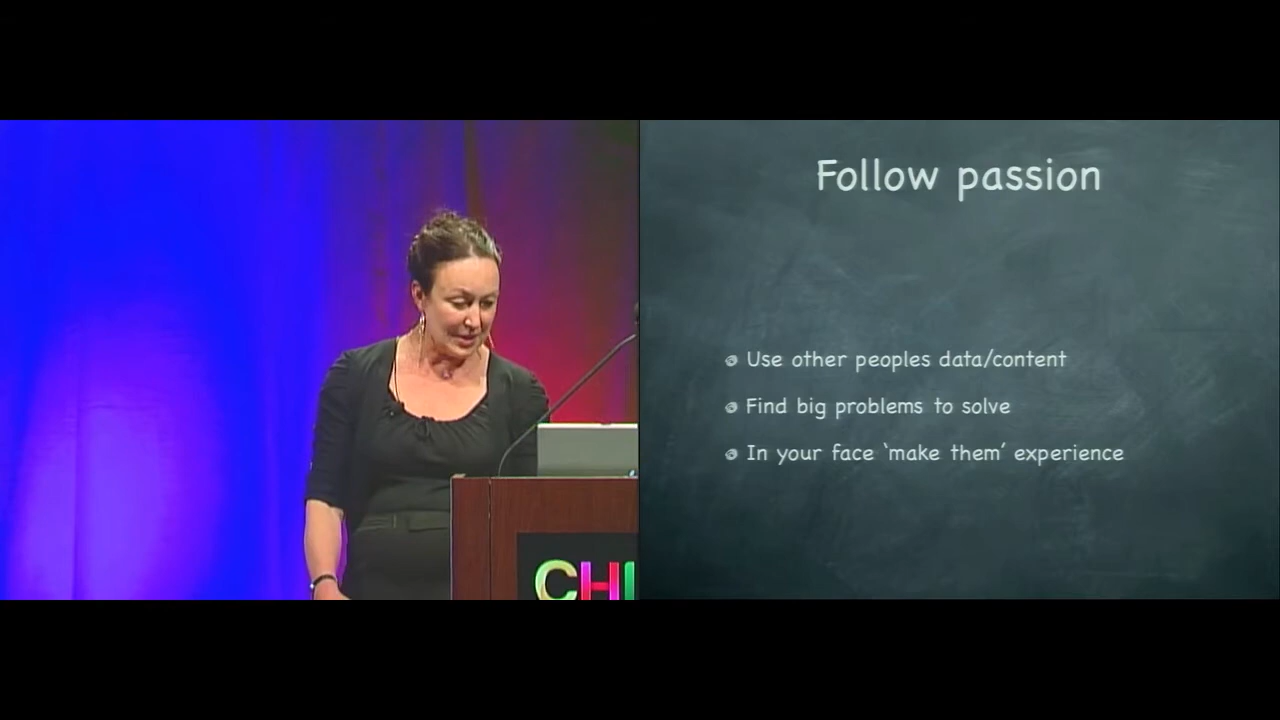 Follow passion
Use other peoples data/content
Find big problems to solve
In your face ‘make them’ experience
CHI